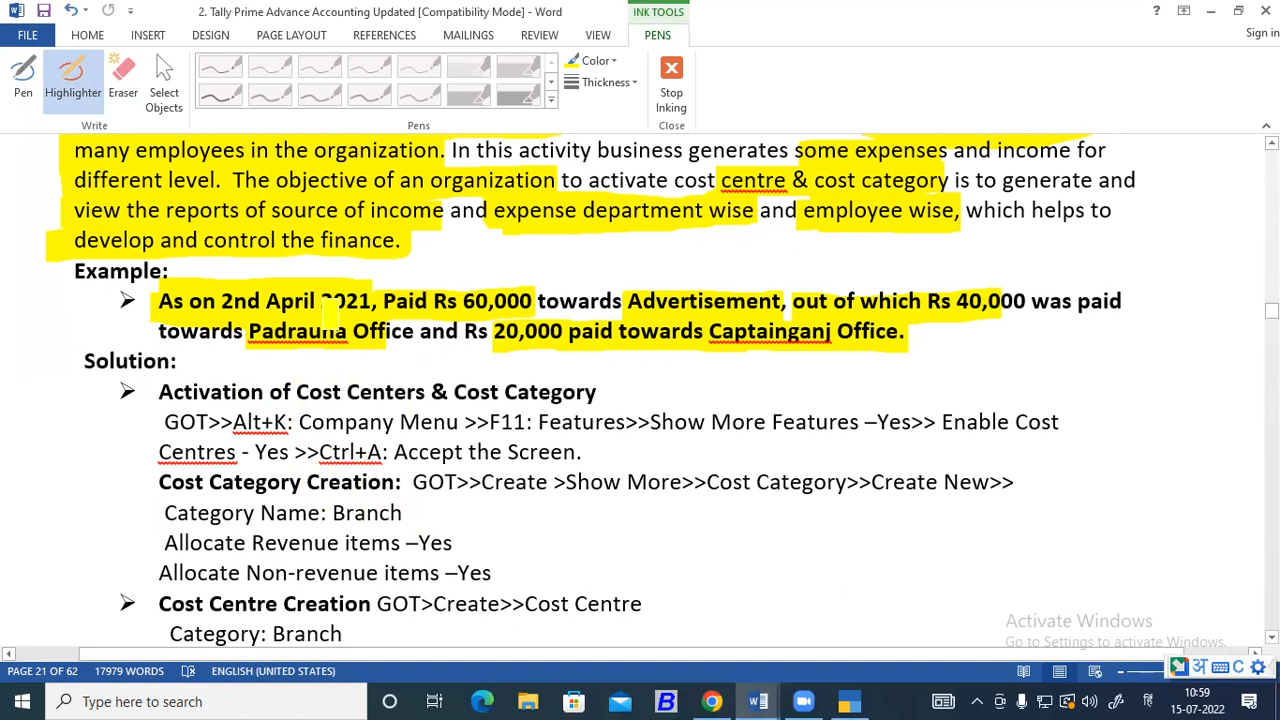 2. Tally Prime Advance Accounting Updated [Compatibility Mode] - Word
INK TOOLS
? 
FILE HOME INSERT DESIGN PAGE LAYOUT REFERENCES MAILINGS REVIEW VIEW PENS Sign in
Pen Highlighter Eraser Select Objects
Color
Thickness
Stop Inking
Write Pens Close
many employees in the organization. In this activity business generates some expenses and income for
different level. The objective of an organization to activate cost centre & cost category is to generate and
view the reports of source of income and expense department wise and employee wise, which helps to
develop and control the finance.
Example:
➢ As on 2nd April 2021, Paid Rs 60,000 towards Advertisement, out of which Rs 40,000 was paid
towards Padrauna Office and Rs 20,000 paid towards Captainganj Office.
Solution:
➢ Activation of Cost Centers & Cost Category
GOT>>Alt+K: Company Menu >>F11: Features>>Show More Features –Yes>> Enable Cost
Centres - Yes >>Ctrl+A: Accept the Screen.
Cost Category Creation: GOT>>Create >Show More>>Cost Category>>Create New>>
Category Name: Branch
Allocate Revenue items –Yes
Allocate Non-revenue items –Yes
➢ Cost Centre Creation GOT>Create>>Cost Centre
Category: Branch
Activate Windows
Go to Settings to activate Windows.
PAGE 21 OF 62 17979 WORDS ENGLISH (UNITED STATES)
अ C
Type here to search
B
हिं
10:59
15-07-2022